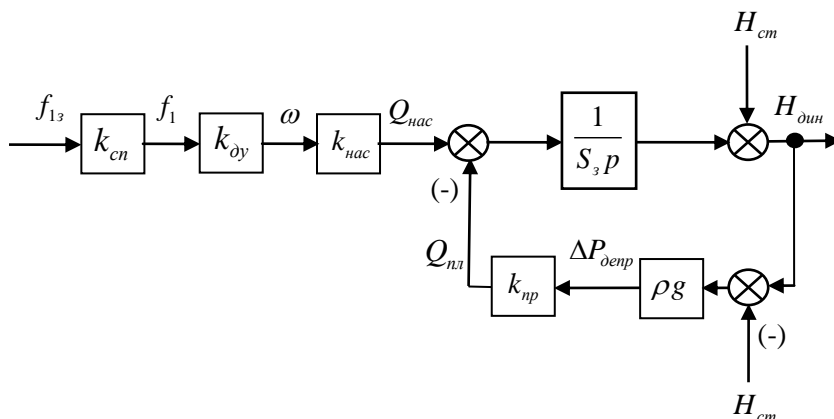 H_ст
f_1з
k_сп
f_1
k_ду
ω
k_нас
Q_нас
1
S_з p
H_дин
(-)
Q_пл
k_пр
ΔP_депр
ρg
(-)
H_ст